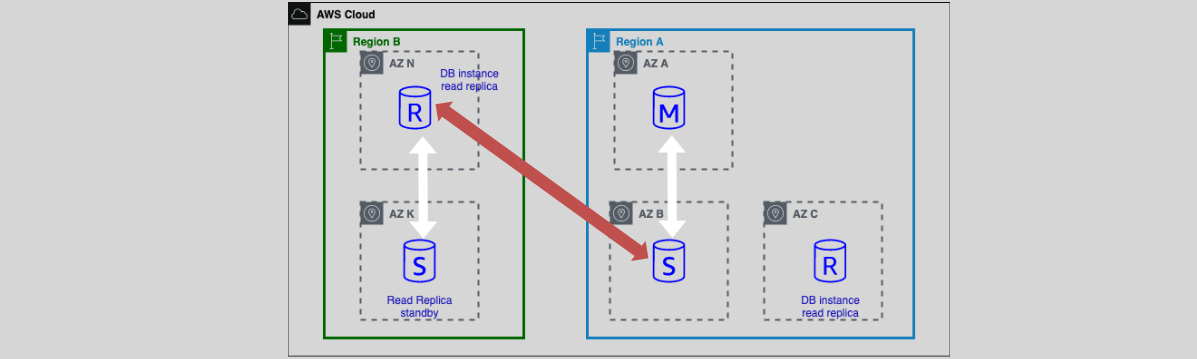 AWS Cloud
Region B
AZ N
DB instance
read replica
R
AZ K
S
Read Replica
standby
Region A
AZ A
M
AZ B
S
AZ C
R
DB instance
read replica